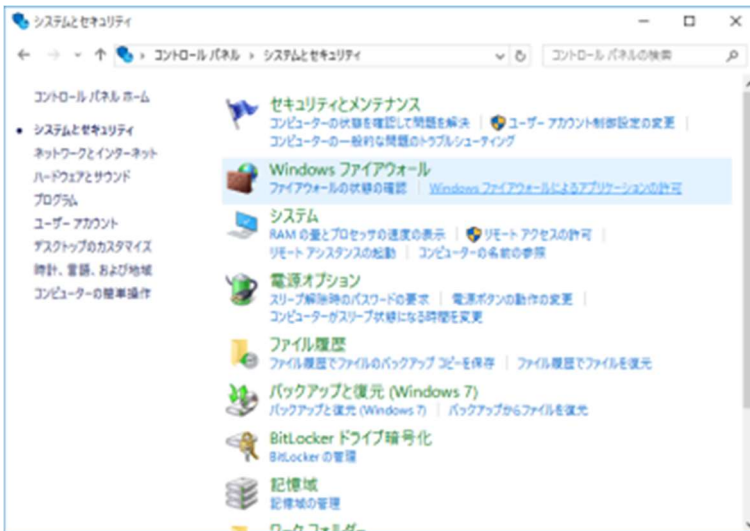 システムとセキュリティ
コントロール パネル › システムとセキュリティ
コントロール パネルの検索
コントロール パネル ホーム
システムとセキュリティ
ネットワークとインターネット
ハードウェアとサウンド
プログラム
ユーザー アカウント
デスクトップのカスタマイズ
時計、言語、および地域
コンピューターの簡単操作
セキュリティとメンテナンス
コンピューターの状態を確認して問題を解決 | ユーザー アカウント制御設定の変更 |
コンピューターの一般的な問題のトラブルシューティング
Windows ファイアウォール
ファイアウォールの状態の確認 | Windows ファイアウォールによるアプリケーションの許可
システム
RAM の量とプロセッサの速度の表示 | リモート アクセスの許可 |
リモート アシスタンスの起動 | コンピューターの名前の参照
電源オプション
スリープ解除時のパスワードの要求 | 電源ボタンの動作の変更 |
コンピューターがスリープ状態になる時間を変更
ファイル履歴
ファイル履歴でファイルのバックアップ コピーを保存 | ファイル履歴でファイルを復元
バックアップと復元 (Windows 7)
バックアップと復元 (Windows 7) | バックアップからファイルを復元
BitLocker ドライブ暗号化
BitLocker の管理
記憶域
記憶域の管理
ワーク フォルダー